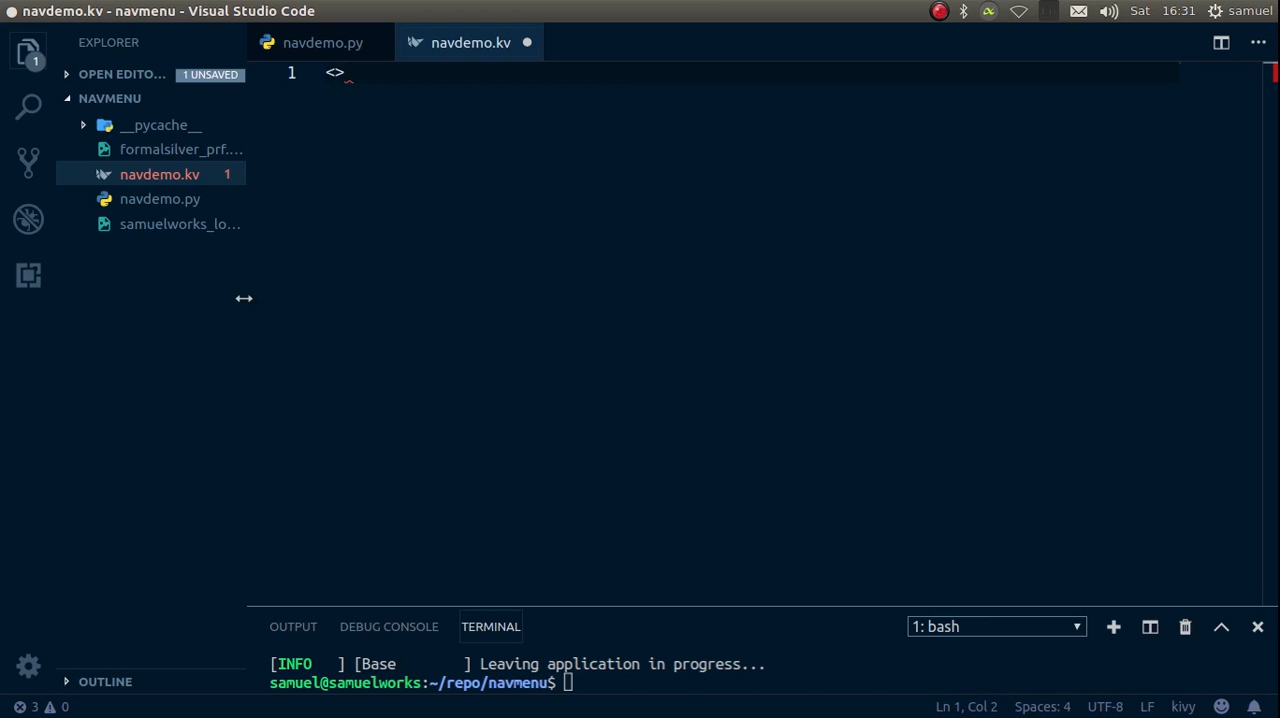 navdemo.kv - navmenu - Visual Studio Code
Sat 16:31 samuel
1
EXPLORER
OPEN EDITO... 1 UNSAVED
NAVMENU
__pycache__
formalsilver_prf....
navdemo.kv 1
navdemo.py
samuelworks_lo...
OUTLINE
navdemo.py navdemo.kv
1 <>
OUTPUT DEBUG CONSOLE TERMINAL 1: bash
[INFO ] [Base ] Leaving application in progress...
samuel@samuelworks:~/repo/navmenu$
3 0 Ln 1, Col 2 Spaces: 4 UTF-8 LF kivy